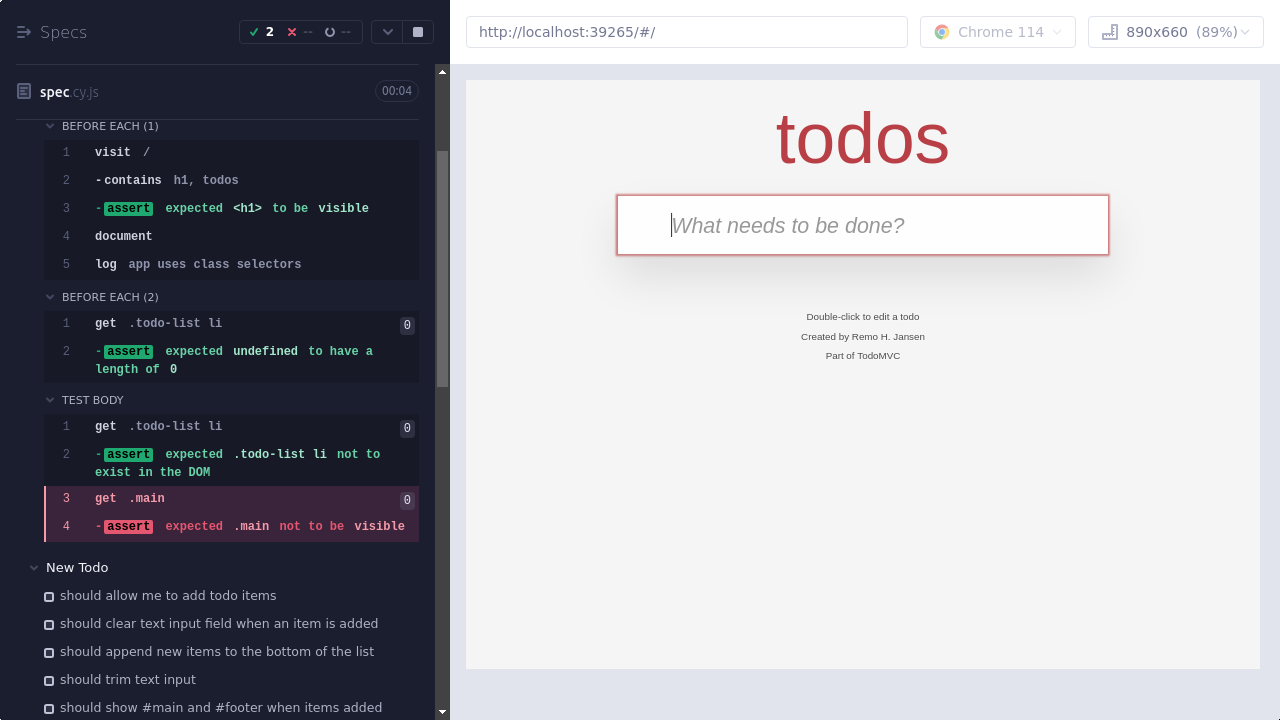 Specs
2 -- --
http://localhost:39265/#/
Chrome 114
890x660 (89%)
spec.cy.js
00:04
BEFORE EACH (1)
1 visit /
2 -contains h1, todos
3 -assert expected <h1> to be visible
4 document
5 log app uses class selectors
BEFORE EACH (2)
1 get .todo-list li 0
2 -assert expected undefined to have a
length of 0
TEST BODY
1 get .todo-list li 0
2 -assert expected .todo-list li not to
exist in the DOM
3 get .main 0
4 -assert expected .main not to be visible
New Todo
should allow me to add todo items
should clear text input field when an item is added
should append new items to the bottom of the list
should trim text input
should show #main and #footer when items added
todos
What needs to be done?
Double-click to edit a todo
Created by Remo H. Jansen
Part of TodoMVC